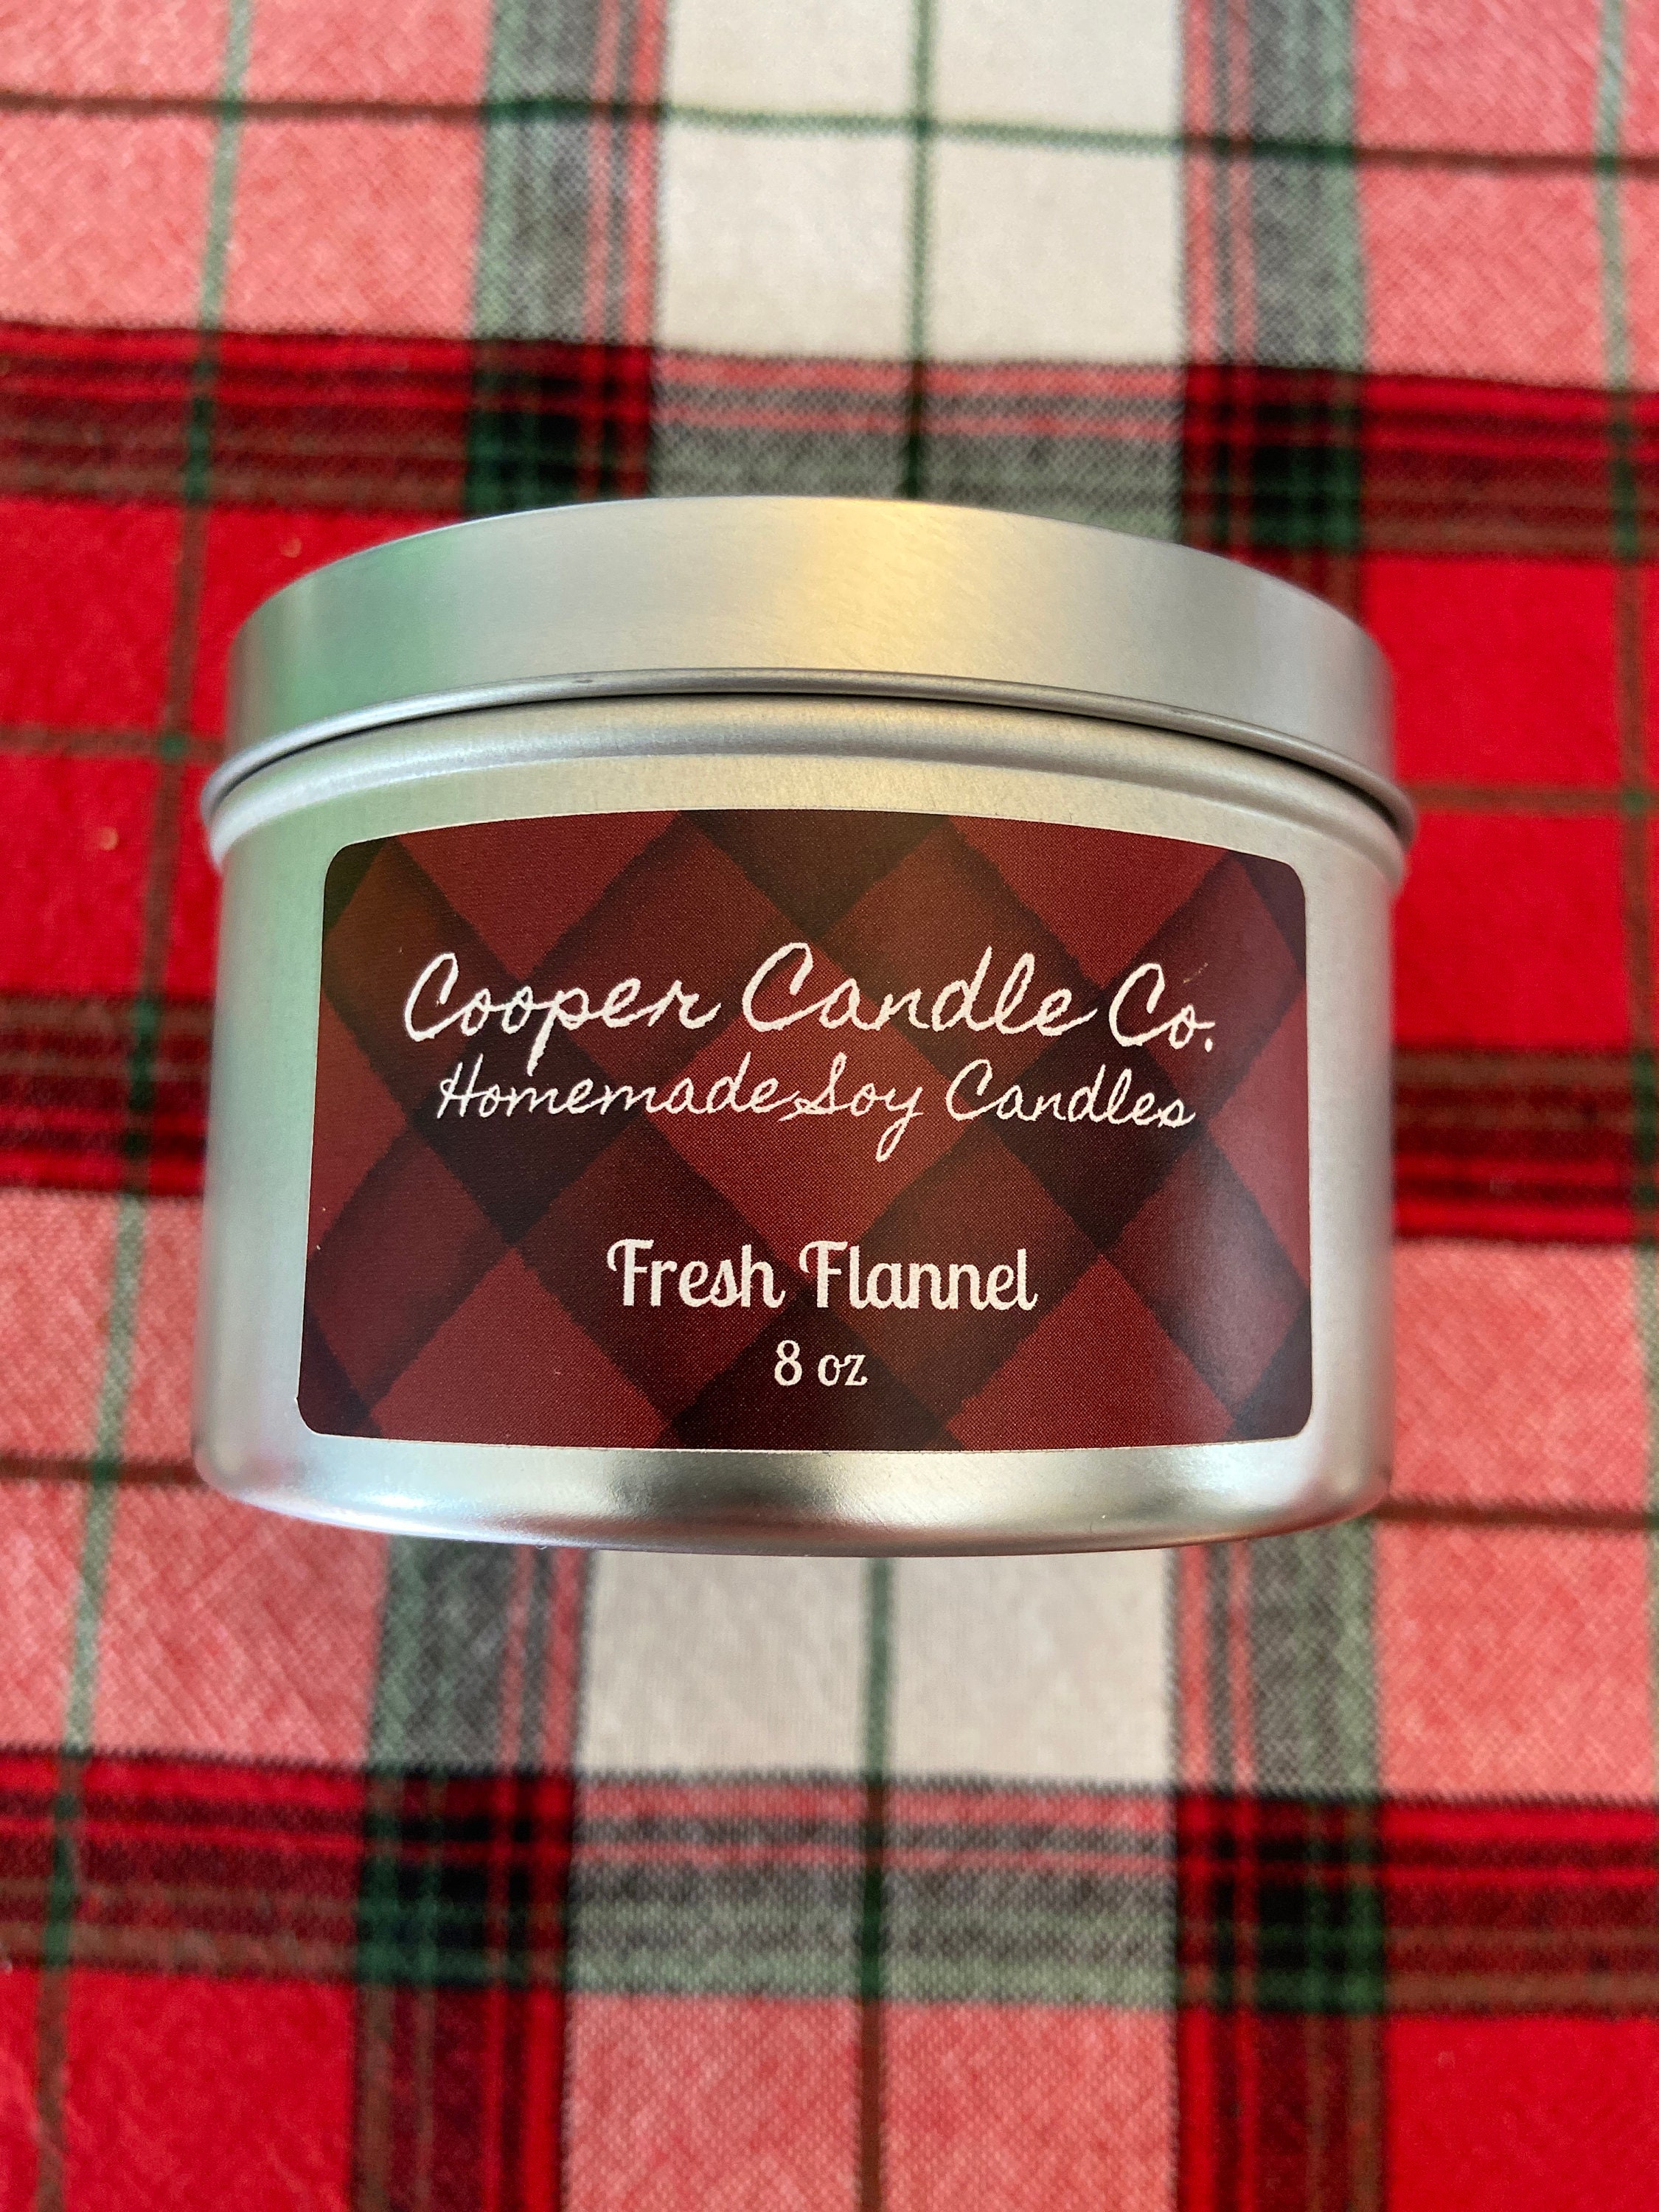 Cooper Candle Co.
Homemade Soy Candles
Fresh Flannel
8 oz